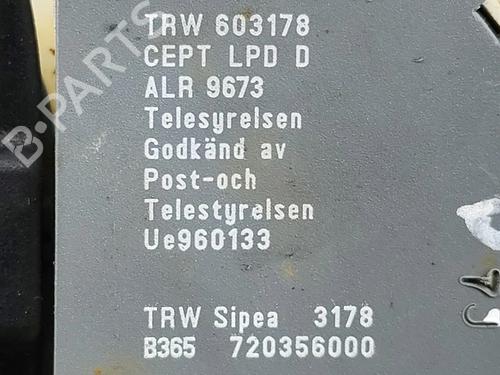 TRW 603178
CEPT LPD D
ALR 9673
Telesyrelsen
Godkänd av
Post-och
Telestyrelsen
Ue960133
TRW Sipea 3178
B365 720356000
B-PARTS